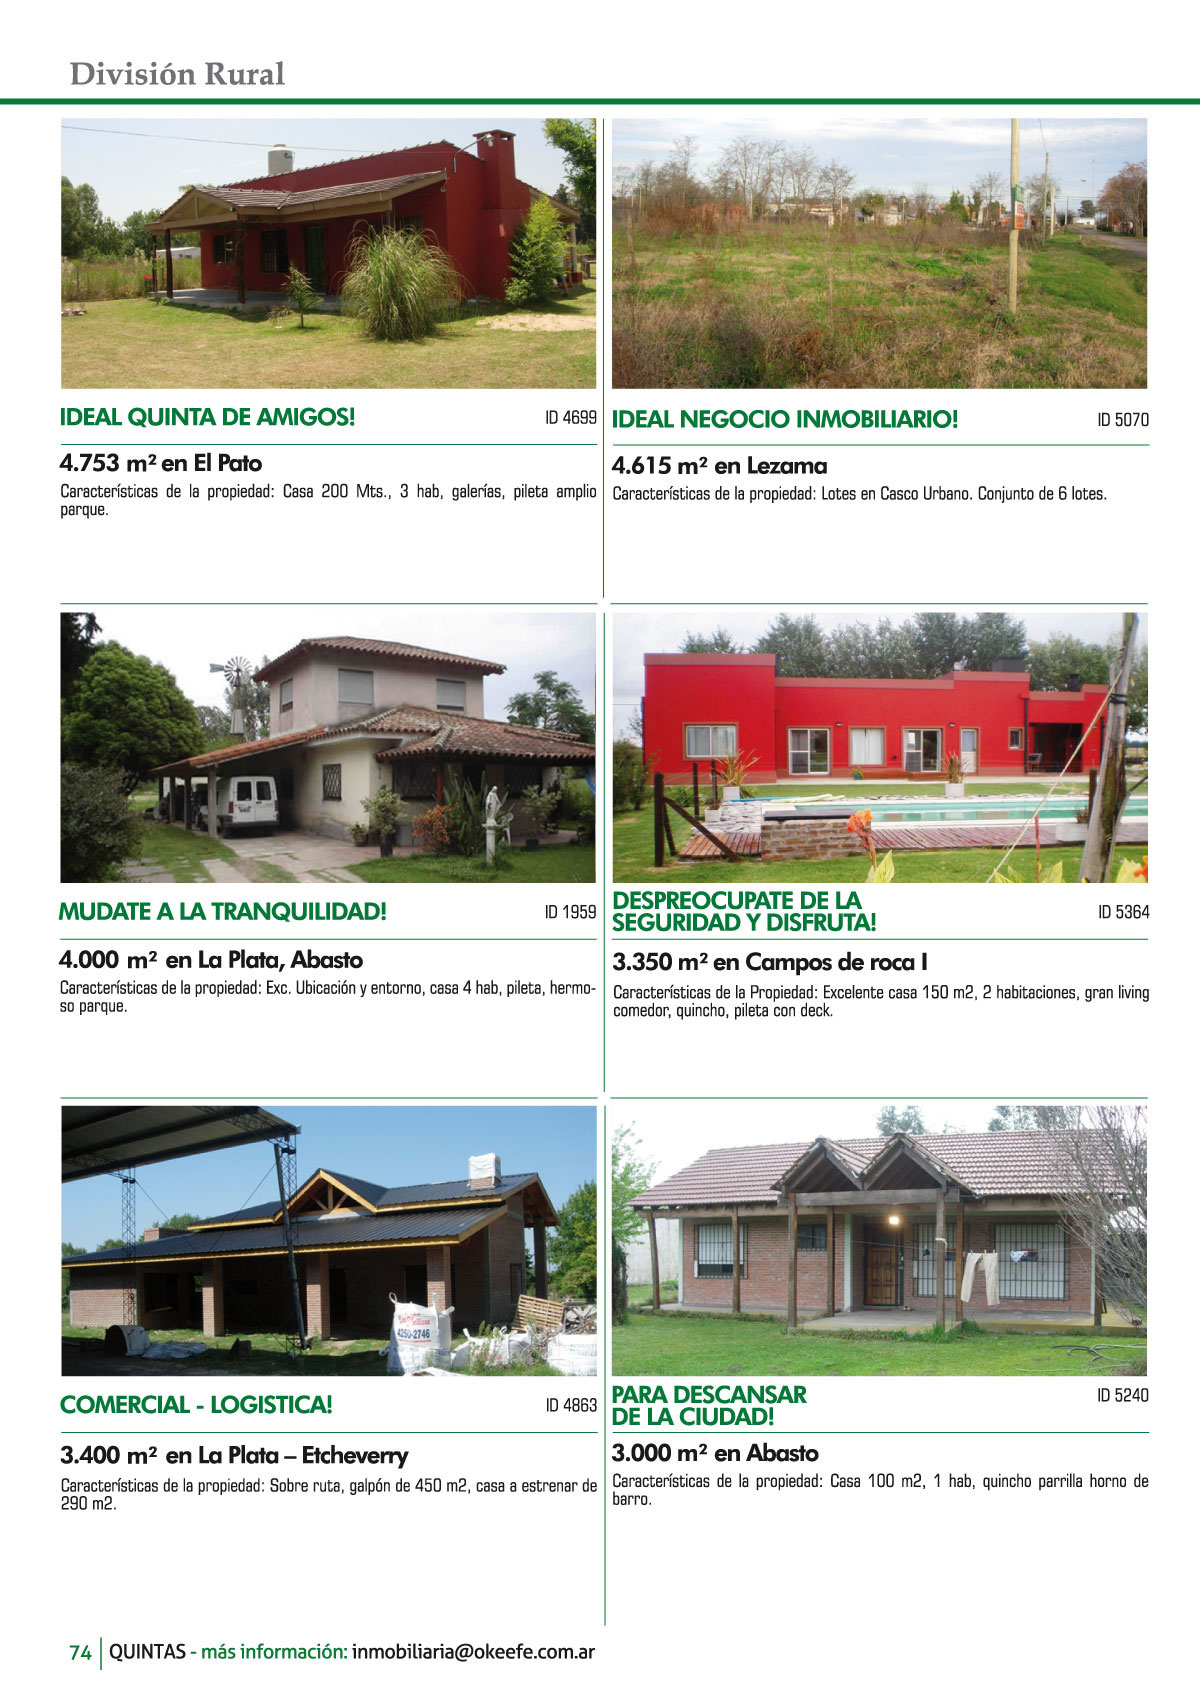 División Rural
IDEAL QUINTA DE AMIGOS!
ID 4699
4.753 m² en El Pato
Características de la propiedad: Casa 200 Mts., 3 hab, galerías, pileta amplio
parque.
IDEAL NEGOCIO INMOBILIARIO!
ID 5070
4.615 m² en Lezama
Características de la propiedad: Lotes en Casco Urbano. Conjunto de 6 lotes.
MUDATE A LA TRANQUILIDAD!
ID 1959
4.000 m² en La Plata, Abasto
Características de la propiedad: Exc. Ubicación y entorno, casa 4 hab, pileta, hermo-
so parque.
DESPREOCUPATE DE LA
SEGURIDAD Y DISFRUTA!
ID 5364
3.350 m² en Campos de roca I
Características de la Propiedad: Excelente casa 150 m2, 2 habitaciones, gran living
comedor, quincho, pileta con deck.
4250-2746
COMERCIAL - LOGISTICA!
ID 4863
3.400 m² en La Plata – Etcheverry
Características de la propiedad: Sobre ruta, galpón de 450 m2, casa a estrenar de
290 m2.
PARA DESCANSAR
DE LA CIUDAD!
ID 5240
3.000 m² en Abasto
Características de la propiedad: Casa 100 m2, 1 hab, quincho parrilla horno de
barro.
74 QUINTAS - más información: inmobiliaria@okeefe.com.ar